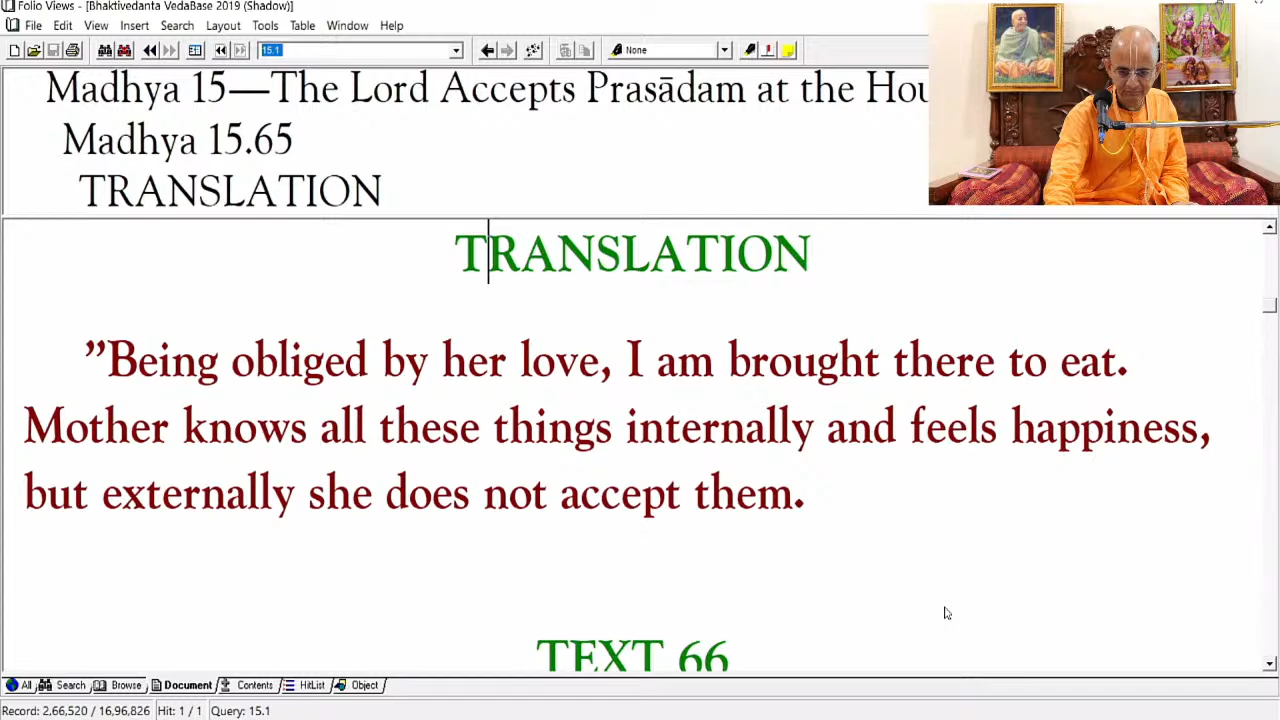 Folio Views - [Bhaktivedanta VedaBase 2019 (Shadow)]
File Edit View Insert Search Layout Tools Table Window Help
15.1 None
Madhya 15—The Lord Accepts Prasādam at the Hou
Madhya 15.65
TRANSLATION
TRANSLATION
”Being obliged by her love, I am brought there to eat.
Mother knows all these things internally and feels happiness,
but externally she does not accept them.
TEXT 66
All Search Browse Document Contents HitList Object
Record: 2,66,520 / 16,96,826 Hit: 1 / 1 Query: 15.1